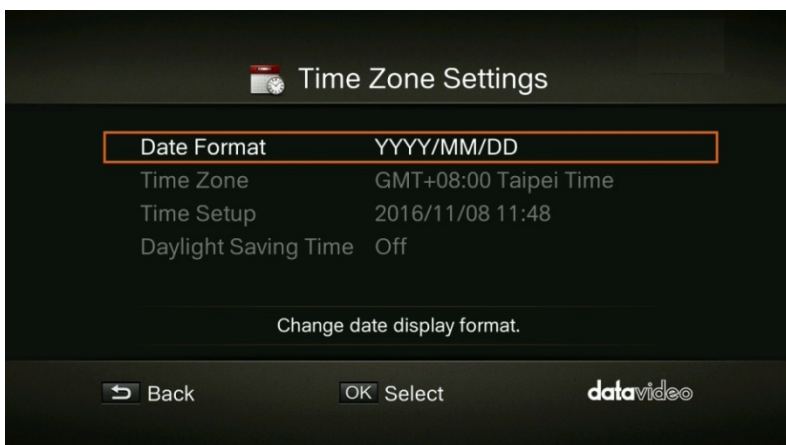 Time Zone Settings
Date Format YYYY/MM/DD
Time Zone GMT+08:00 Taipei Time
Time Setup 2016/11/08 11:48
Daylight Saving Time Off
Change date display format.
Back OK Select datavideo